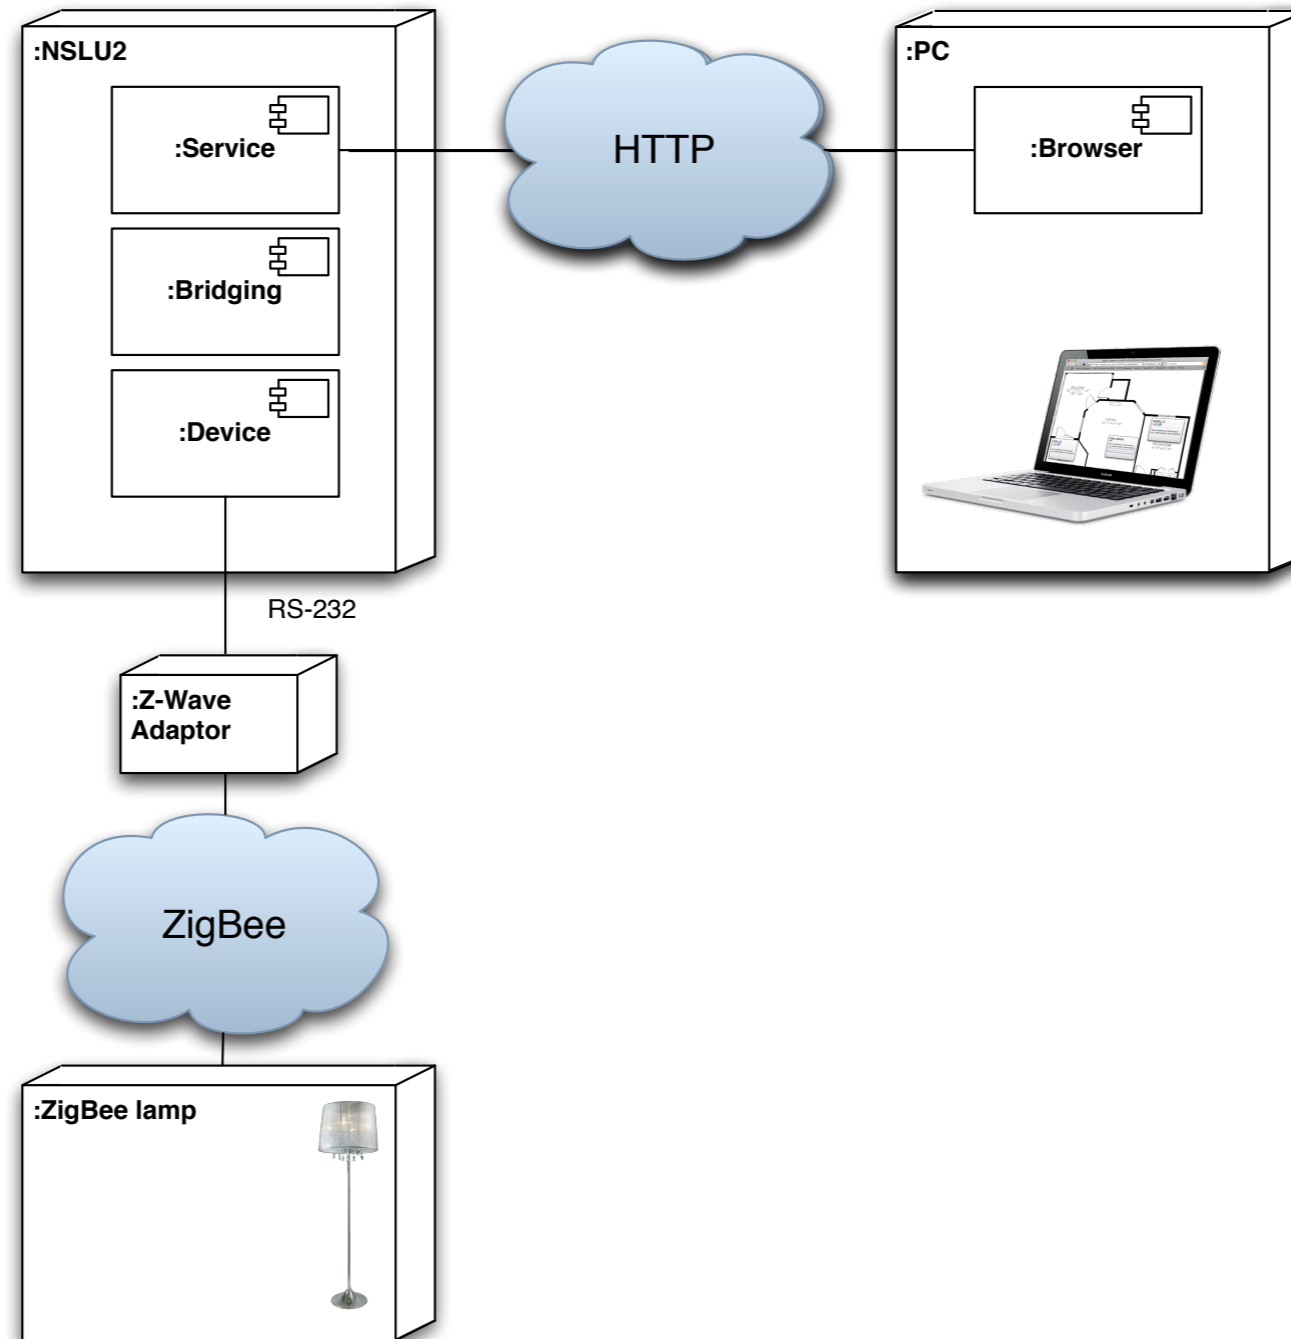 :NSLU2
:Service
:Bridging
:Device
HTTP
:PC
:Browser
RS-232
:Z-Wave
Adaptor
ZigBee
:ZigBee lamp